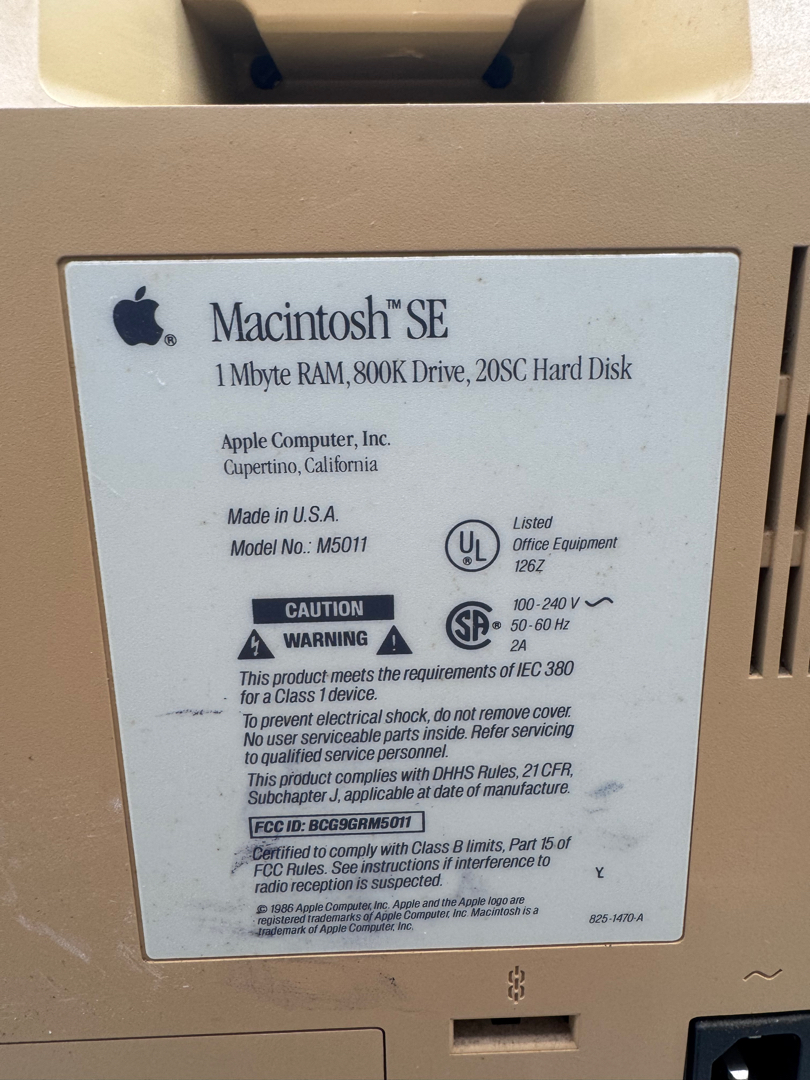 Macintosh™ SE
1 Mbyte RAM, 800K Drive, 20SC Hard Disk
Apple Computer, Inc.
Cupertino, California
Made in U.S.A.
Model No.: M5011
UL®
Listed
Office Equipment
126Z
SA®
100-240 V
50-60 Hz
2A
CAUTION
WARNING
This product meets the requirements of IEC 380
for a Class 1 device.
To prevent electrical shock, do not remove cover.
No user serviceable parts inside. Refer servicing
to qualified service personnel.
This product complies with DHHS Rules, 21 CFR,
Subchapter J, applicable at date of manufacture.
FCC ID: BCG9GRM5011
Certified to comply with Class B limits, Part 15 of
FCC Rules. See instructions if interference to
radio reception is suspected.
Y
© 1986 Apple Computer, Inc. Apple and the Apple logo are
registered trademarks of Apple Computer, Inc. Macintosh is a
trademark of Apple Computer, Inc.
825-1470-A